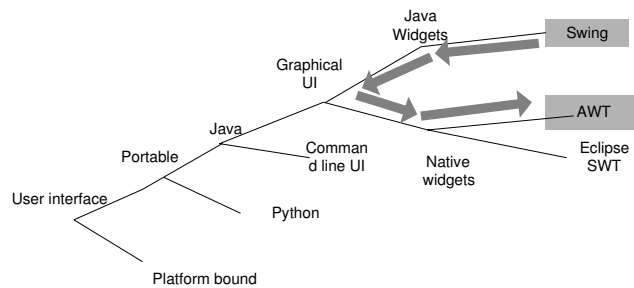 Java
Widgets
Swing
Graphical
UI
AWT
Java
Comman
d line UI
Native
widgets
Eclipse
SWT
Portable
User interface
Python
Platform bound